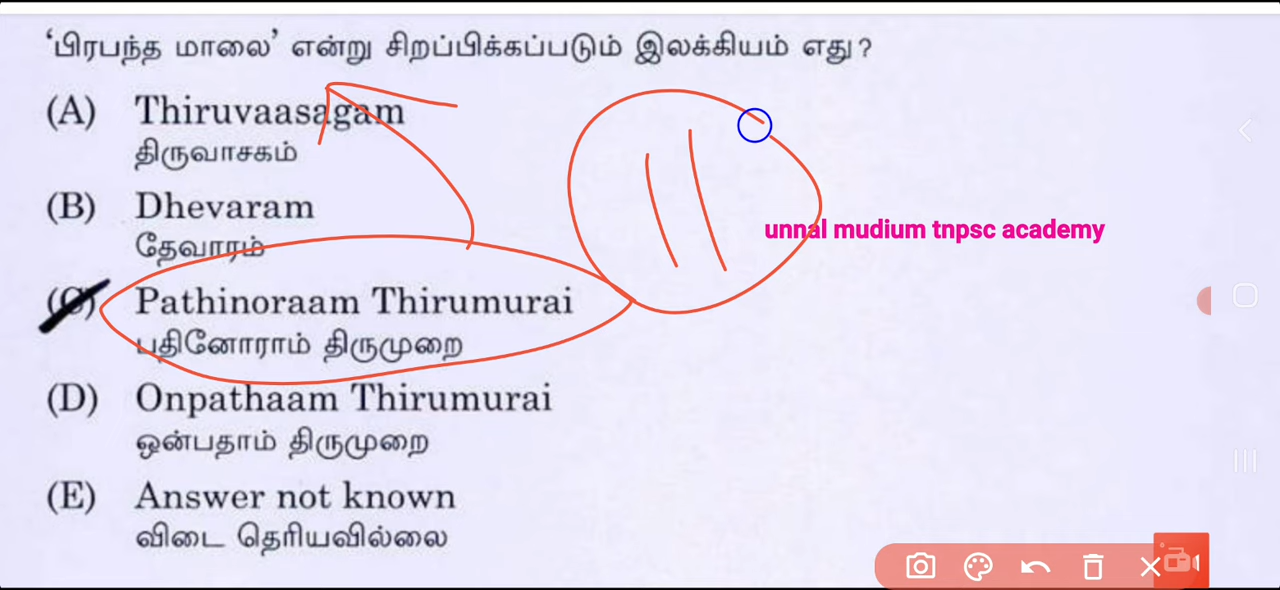 ‘பிரபந்த மாலை’ என்று சிறப்பிக்கப்படும் இலக்கியம் எது ?
(A) Thiruvaasagam
திருவாசகம்
(B) Dhevaram
தேவாரம்
(C) Pathinoraam Thirumurai
பதினோராம் திருமுறை
(D) Onpathaam Thirumurai
ஒன்பதாம் திருமுறை
(E) Answer not known
விடை தெரியவில்லை
11
unnal mudium tnpsc academy